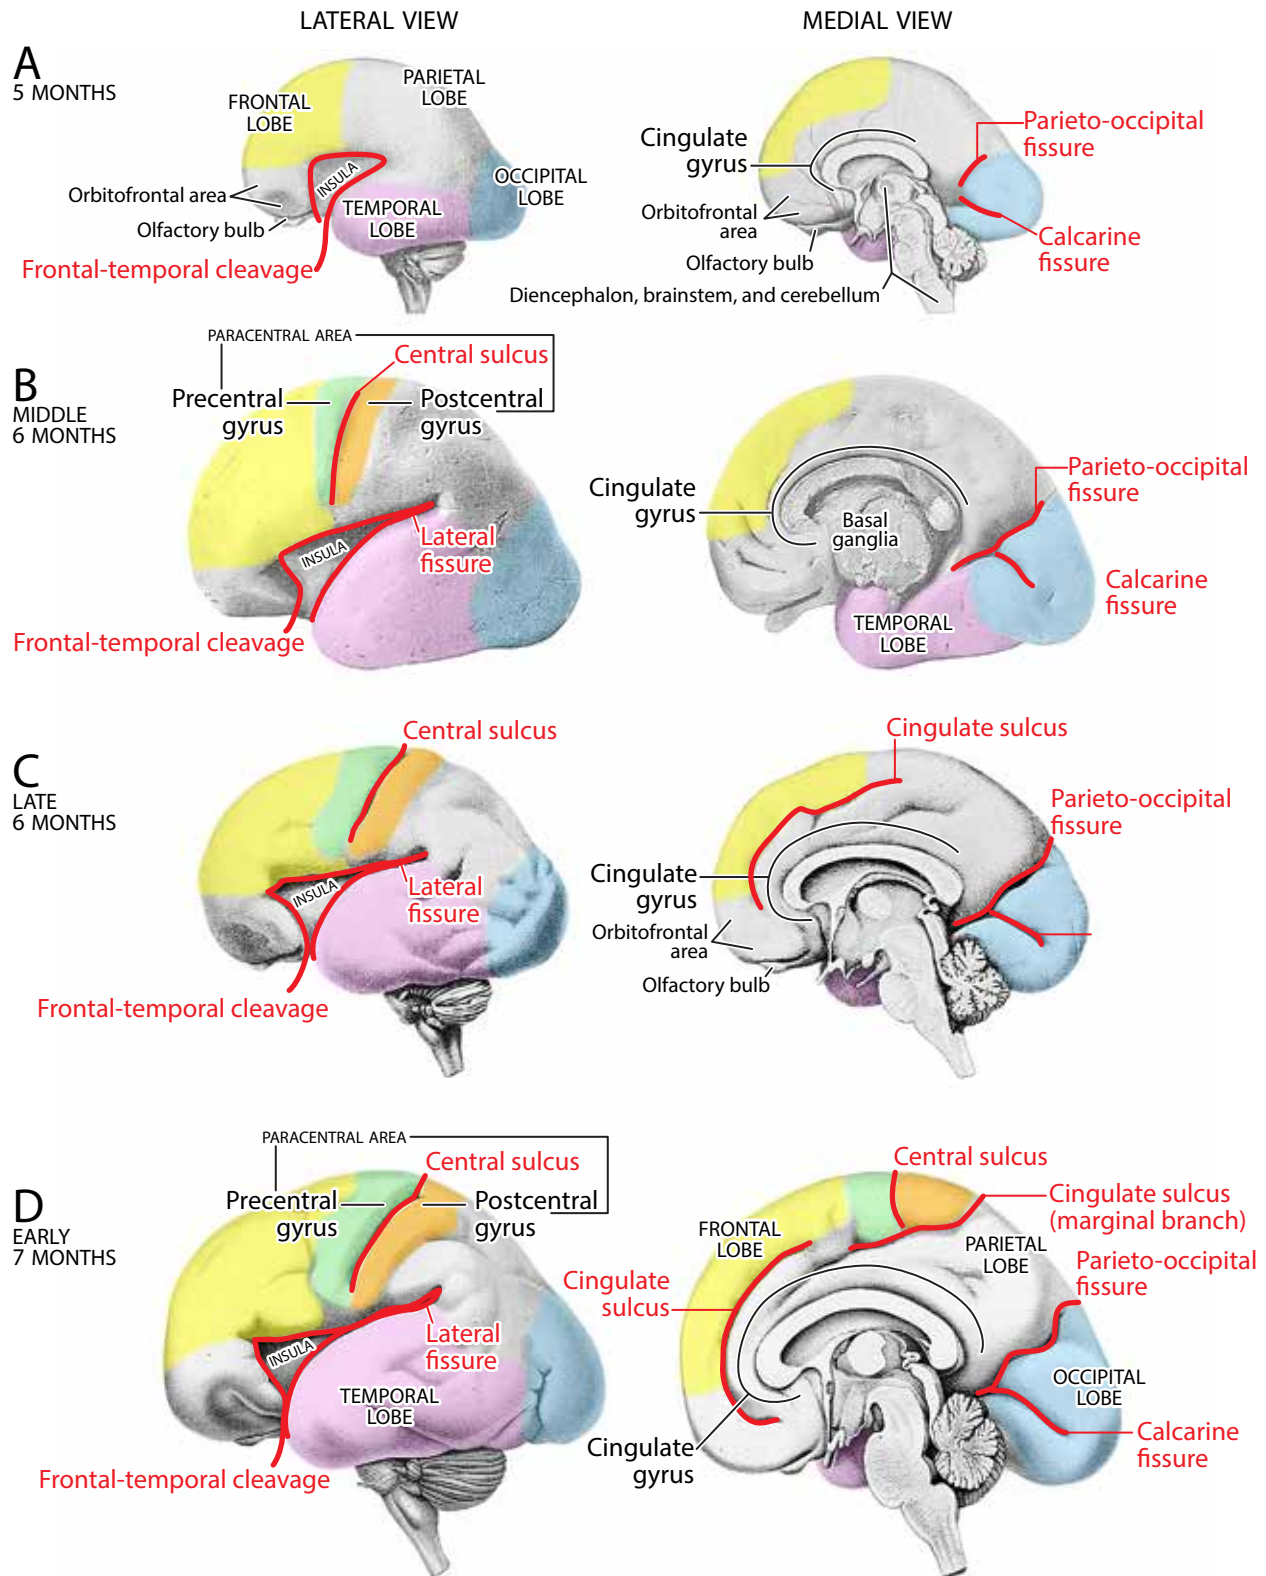 LATERAL VIEW
MEDIAL VIEW
A
5 MONTHS
FRONTAL
LOBE
PARIETAL
LOBE
INSULA
OCCIPITAL
LOBE
TEMPORAL
LOBE
Orbitofrontal area
Olfactory bulb
Frontal-temporal cleavage
Cingulate
gyrus
Orbitofrontal
area
Olfactory bulb
Diencephalon, brainstem, and cerebellum
Parieto-occipital
fissure
Calcarine
fissure
B
MIDDLE
6 MONTHS
PARACENTRAL AREA
Central sulcus
Precentral
gyrus
Postcentral
gyrus
INSULA
Lateral
fissure
Frontal-temporal cleavage
Cingulate
gyrus
Basal
ganglia
TEMPORAL
LOBE
Parieto-occipital
fissure
Calcarine
fissure
C
LATE
6 MONTHS
Central sulcus
INSULA
Lateral
fissure
Frontal-temporal cleavage
Cingulate sulcus
Parieto-occipital
fissure
Cingulate
gyrus
Orbitofrontal
area
Olfactory bulb
D
EARLY
7 MONTHS
PARACENTRAL AREA
Central sulcus
Precentral
gyrus
Postcentral
gyrus
INSULA
Lateral
fissure
TEMPORAL
LOBE
Frontal-temporal cleavage
Central sulcus
Cingulate sulcus
(marginal branch)
FRONTAL
LOBE
PARIETAL
LOBE
Parieto-occipital
fissure
Cingulate
sulcus
OCCIPITAL
LOBE
Calcarine
fissure
Cingulate
gyrus